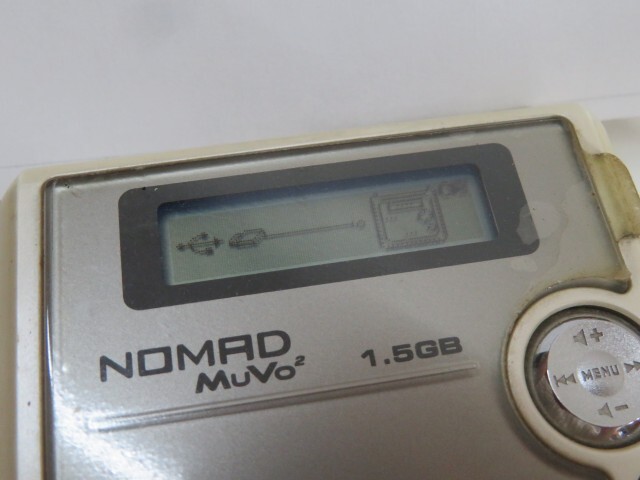 NOMAD
MuVo²
1.5GB
MENU
+
-